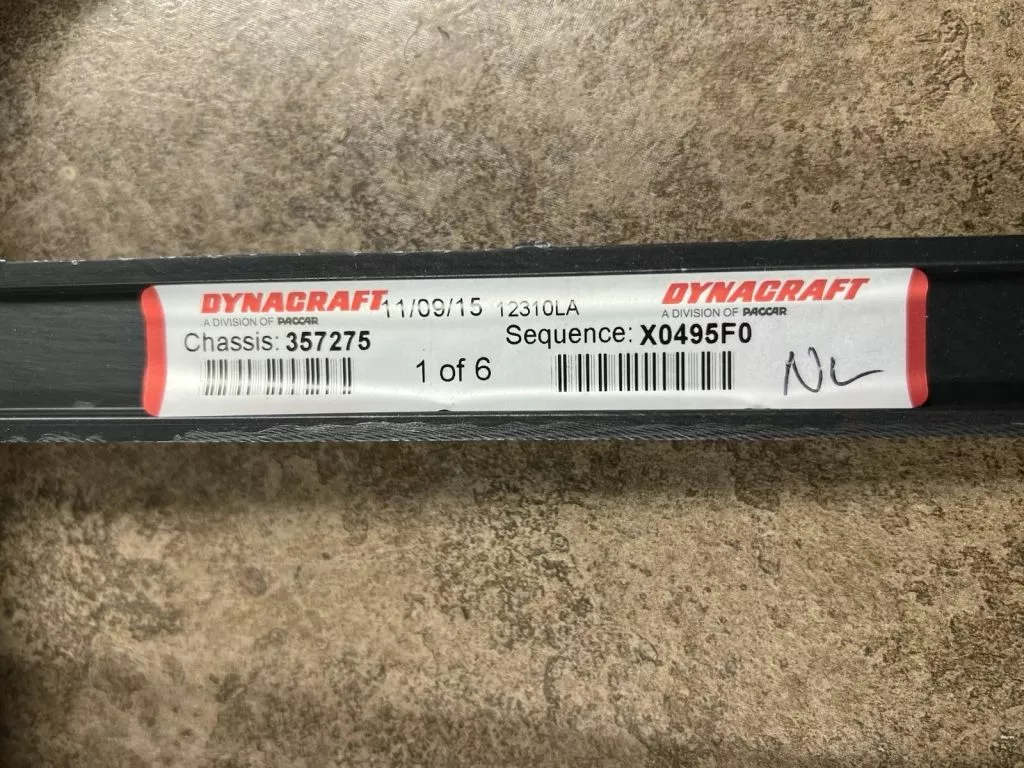 DYNACRAFT 11/09/15 12310LA DYNACRAFT
A DIVISION OF PACCAR A DIVISION OF PACCAR
Chassis: 357275 Sequence: X0495F0
1 of 6 NL